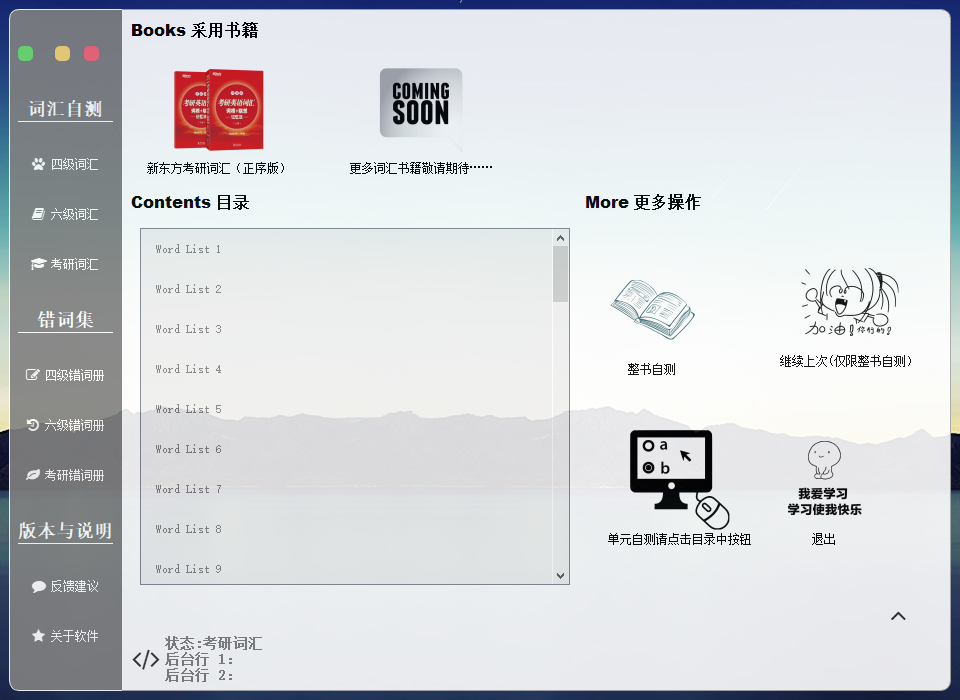 词汇自测
四级词汇
六级词汇
考研词汇
错词集
四级错词册
六级错词册
考研错词册
版本与说明
反馈建议
关于软件
Books 采用书籍
考研英语词汇
考研英语词汇
COMING
SOON
新东方考研词汇（正序版）
更多词汇书籍敬请期待……
Contents 目录
Word List 1
Word List 2
Word List 3
Word List 4
Word List 5
Word List 6
Word List 7
Word List 8
Word List 9
More 更多操作
整书自测
加油!你行的!
继续上次(仅限整书自测)
a
b
单元自测请点击目录中按钮
我爱学习
学习使我快乐
退出
状态:考研词汇
后台行 1:
后台行 2: